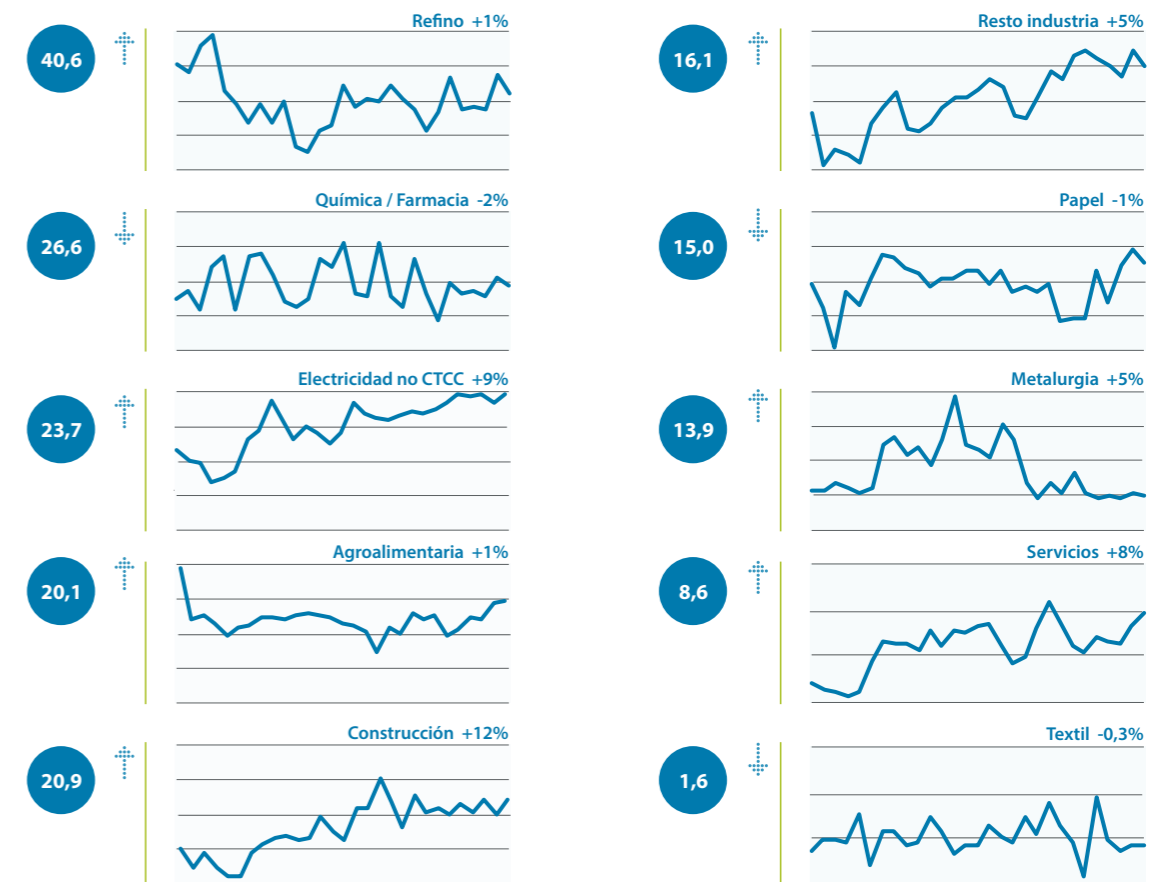 Refino +1%
40,6
Química / Farmacia -2%
26,6
Electricidad no CTCC +9%
23,7
Agroalimentaria +1%
20,1
Construcción +12%
20,9
Resto industria +5%
16,1
Papel -1%
15,0
Metalurgia +5%
13,9
Servicios +8%
8,6
Textil -0,3%
1,6